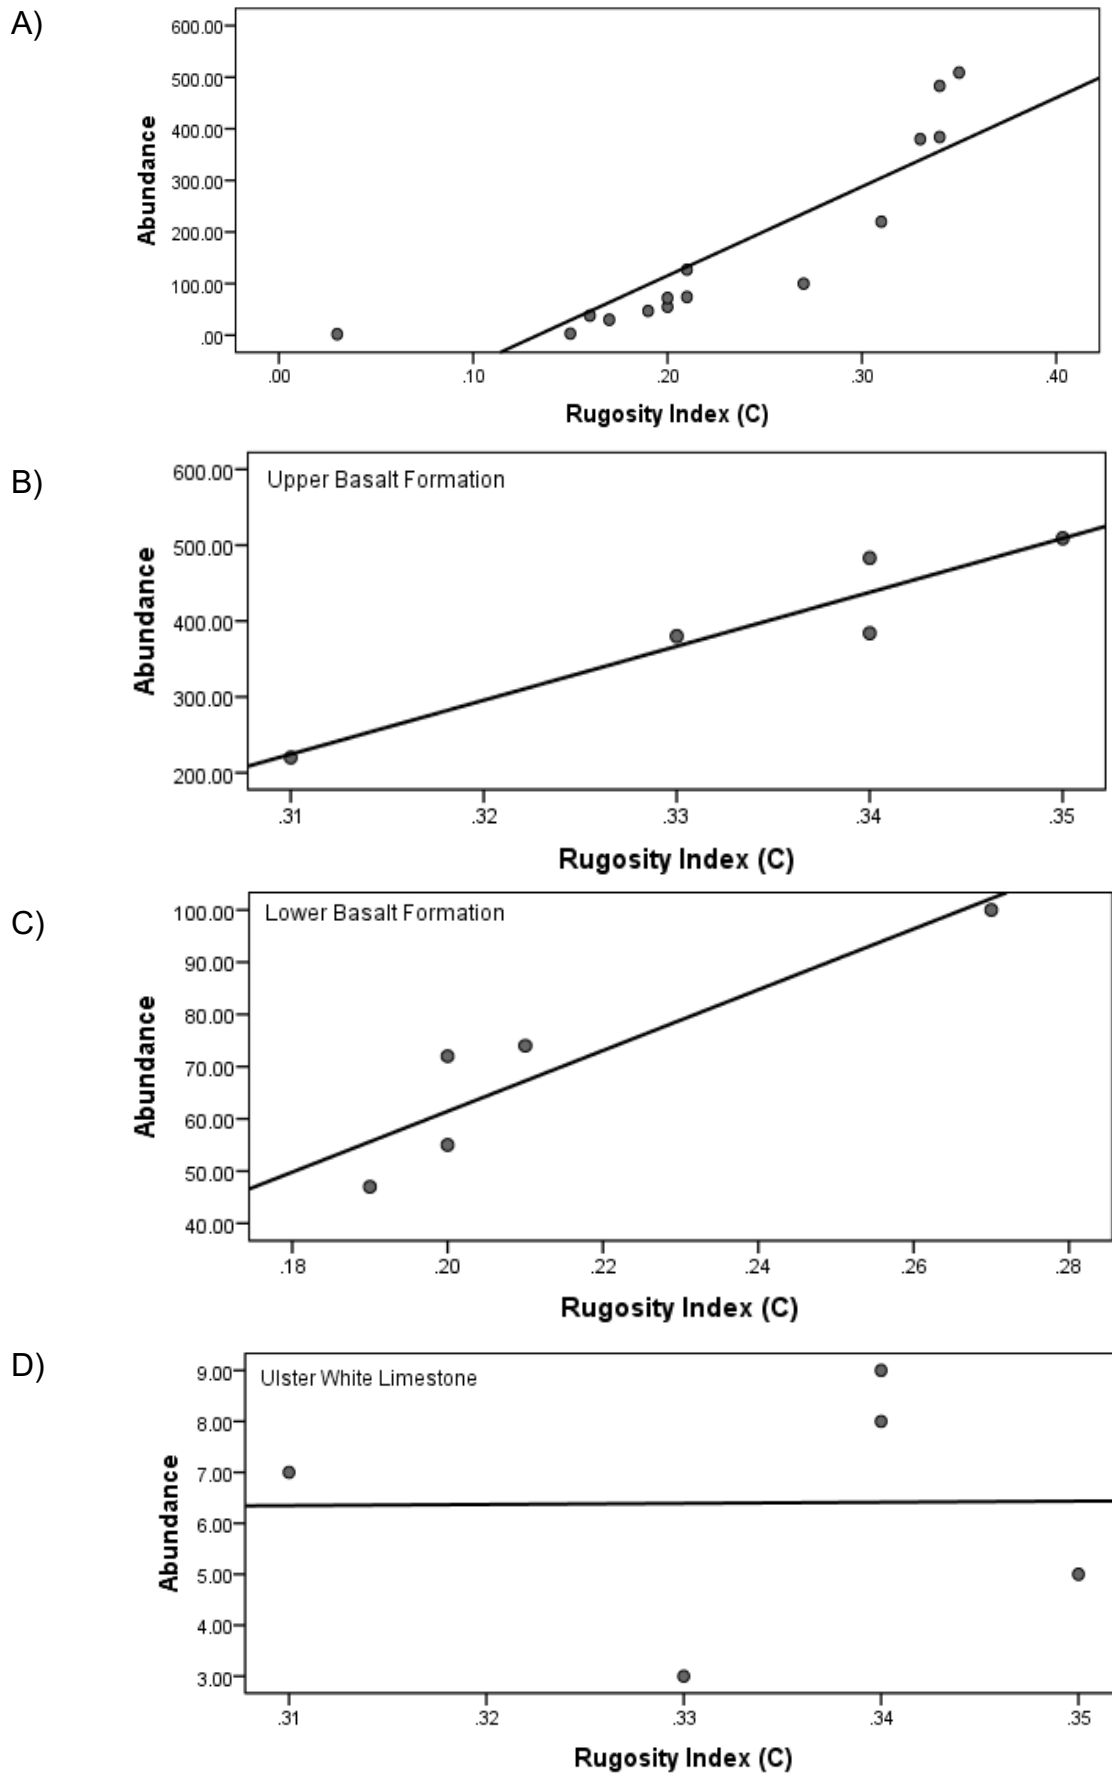 A)
Abundance
600.00
500.00
400.00
300.00
200.00
100.00
.00
.00 .10 .20 .30 .40
Rugosity Index (C)
B)
Upper Basalt Formation
Abundance
600.00
500.00
400.00
300.00
200.00
.31 .32 .33 .34 .35
Rugosity Index (C)
C)
Lower Basalt Formation
Abundance
100.00
90.00
80.00
70.00
60.00
50.00
40.00
.18 .20 .22 .24 .26 .28
Rugosity Index (C)
D)
Ulster White Limestone
Abundance
9.00
8.00
7.00
6.00
5.00
4.00
3.00
.31 .32 .33 .34 .35
Rugosity Index (C)